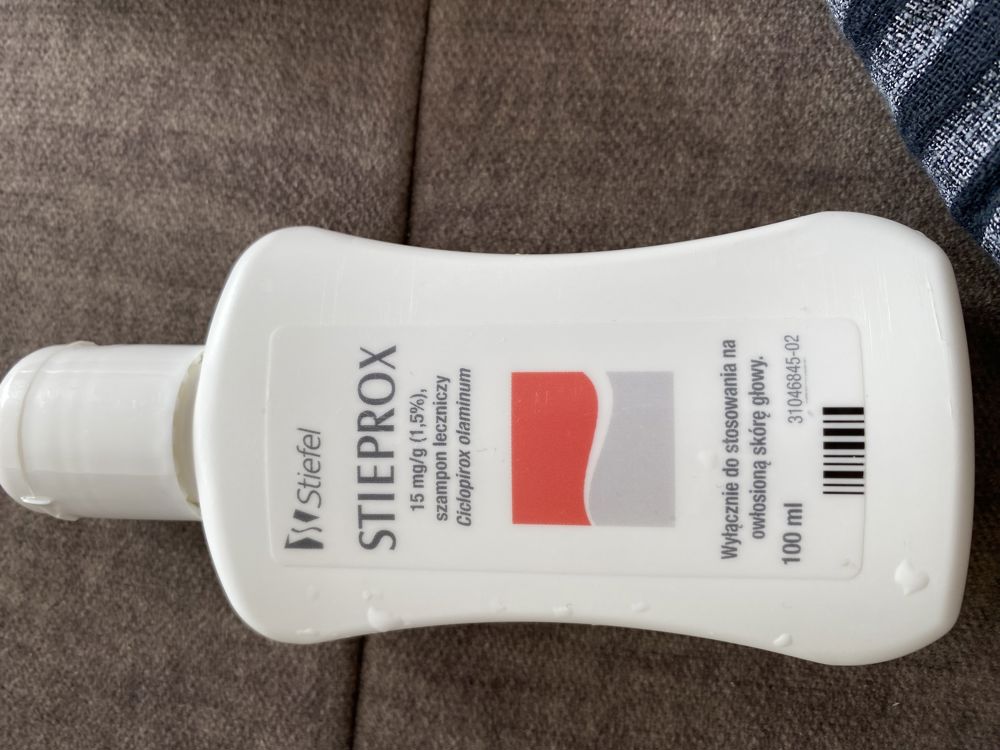 Stiefel
STIEPROX
15 mg/g (1,5%),
szampon leczniczy
Ciclopirox olaminum
Wyłącznie do stosowania na
owłosioną skórę głowy.
100 ml
31046845-02